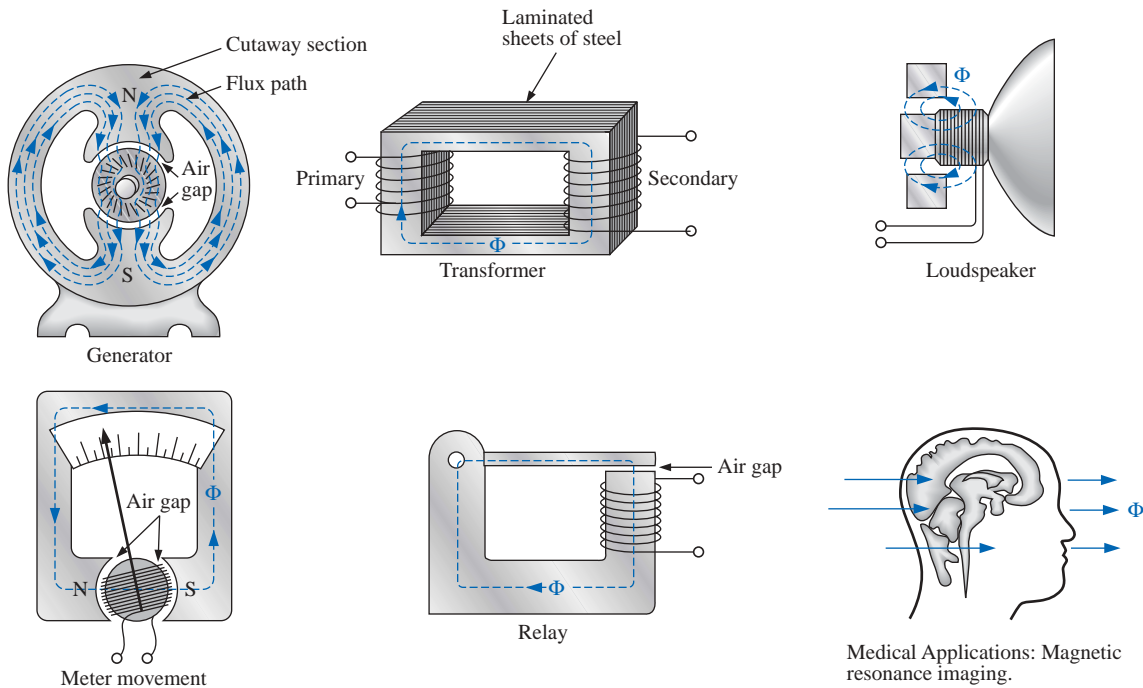 Cutaway section
Flux path
N
Air
gap
S
Generator
Laminated
sheets of steel
Primary
Secondary
Φ
Transformer
Φ
Loudspeaker
Φ
Air gap
N
S
Meter movement
Air gap
Φ
Relay
Φ
Medical Applications: Magnetic
resonance imaging.